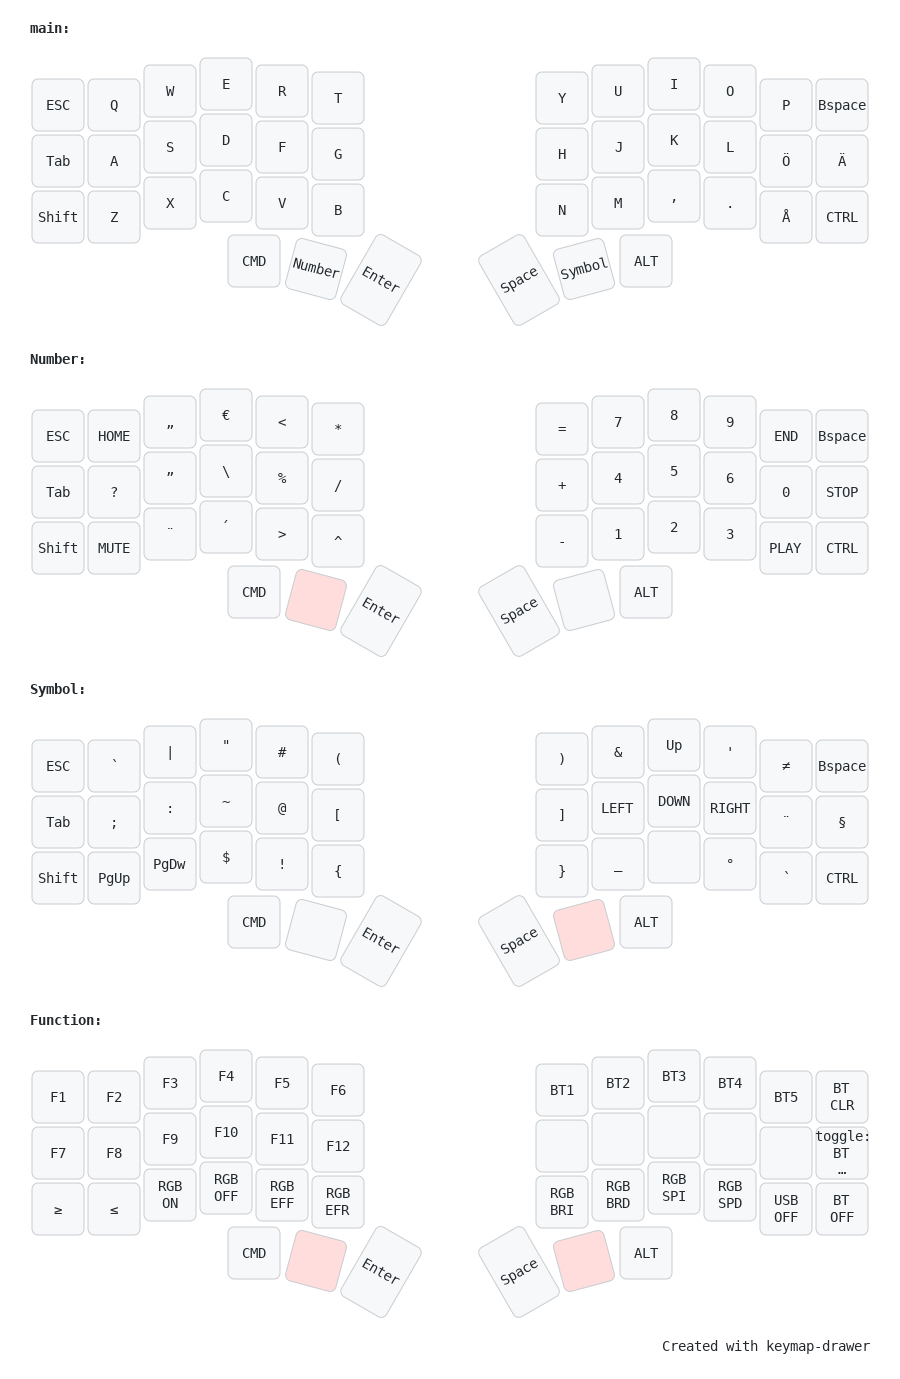 main:
ESC Q W E R T Y U I O P Bspace
Tab A S D F G H J K L Ö Ä
Shift Z X C V B N M , . Å CTRL
CMD Number Enter Space Symbol ALT
Number:
ESC HOME „ € < * = 7 8 9 END Bspace
Tab ? ” \ % / + 4 5 6 0 STOP
Shift MUTE ¨ ´ > ^ - 1 2 3 PLAY CTRL
CMD Enter Space ALT
Symbol:
ESC ` | " # ( ) & Up ' ≠ Bspace
Tab ; : ~ @ [ ] LEFT DOWN RIGHT ¨ §
Shift PgUp PgDw $ ! { } – ° ` CTRL
CMD Enter Space ALT
Function:
F1 F2 F3 F4 F5 F6 BT1 BT2 BT3 BT4 BT5 BT CLR
F7 F8 F9 F10 F11 F12 toggle: BT …
≥ ≤ RGB ON RGB OFF RGB EFF RGB EFR RGB BRI RGB BRD RGB SPI RGB SPD USB OFF BT OFF
CMD Enter Space ALT
Created with keymap-drawer